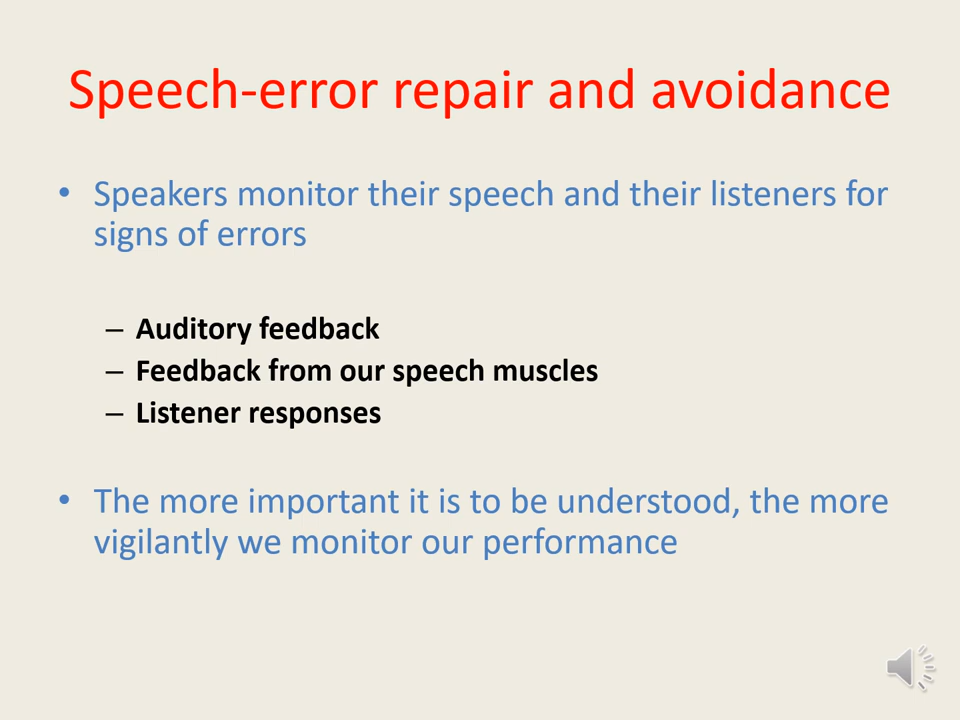 Speech-error repair and avoidance
• Speakers monitor their speech and their listeners for
signs of errors
– Auditory feedback
– Feedback from our speech muscles
– Listener responses
• The more important it is to be understood, the more
vigilantly we monitor our performance